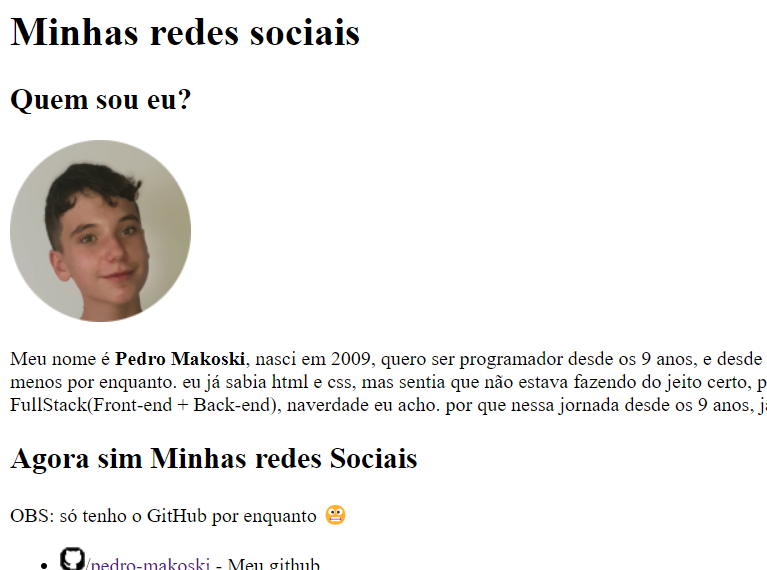 Minhas redes sociais
Quem sou eu?
Meu nome é Pedro Makoski, nasci em 2009, quero ser programador desde os 9 anos, e desde
menos por enquanto. eu já sabia html e css, mas sentia que não estava fazendo do jeito certo, p
FullStack(Front-end + Back-end), naverdade eu acho. por que nessa jornada desde os 9 anos, já
Agora sim Minhas redes Sociais
OBS: só tenho o GitHub por enquanto 😬
• /pedro-makoski - Meu github